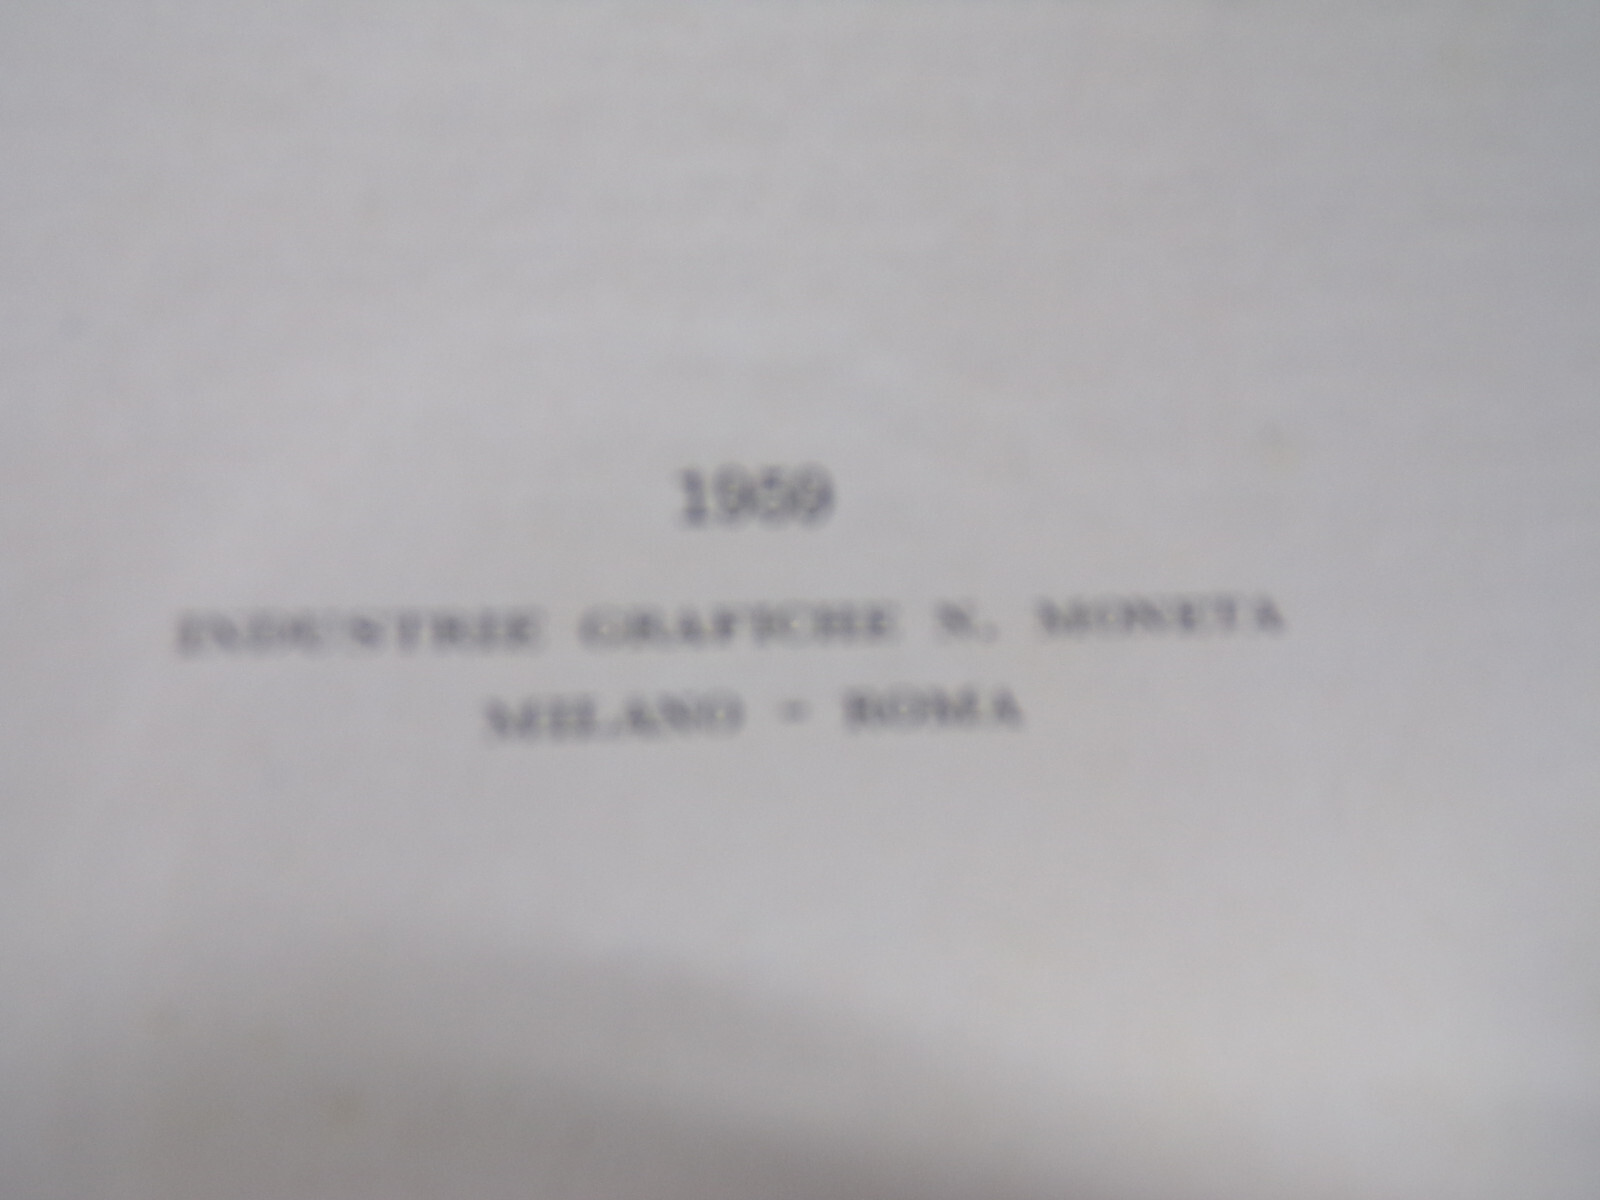 1959
INDUSTRIE GRAFICHE N. MONETA
MILANO - ROMA